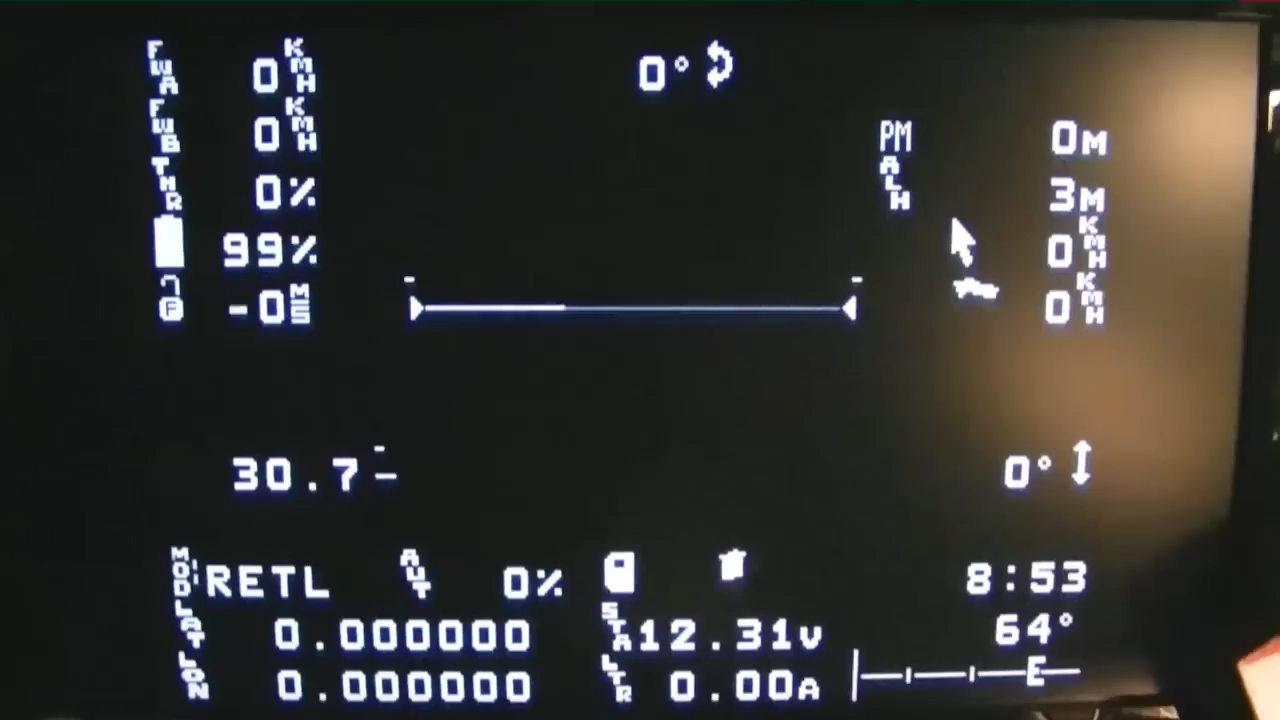 FWA 0 KMH
0°
FWB 0 KMH
PM 0M
THR 0%
ALH 3M
99%
0 KMH
-0 MS
0 KMH
30.7
0°
MOD: RETL AUT 0% 8:53
LAT 0.000000 STA 12.31V 64°
LON 0.000000 LTR 0.00A E